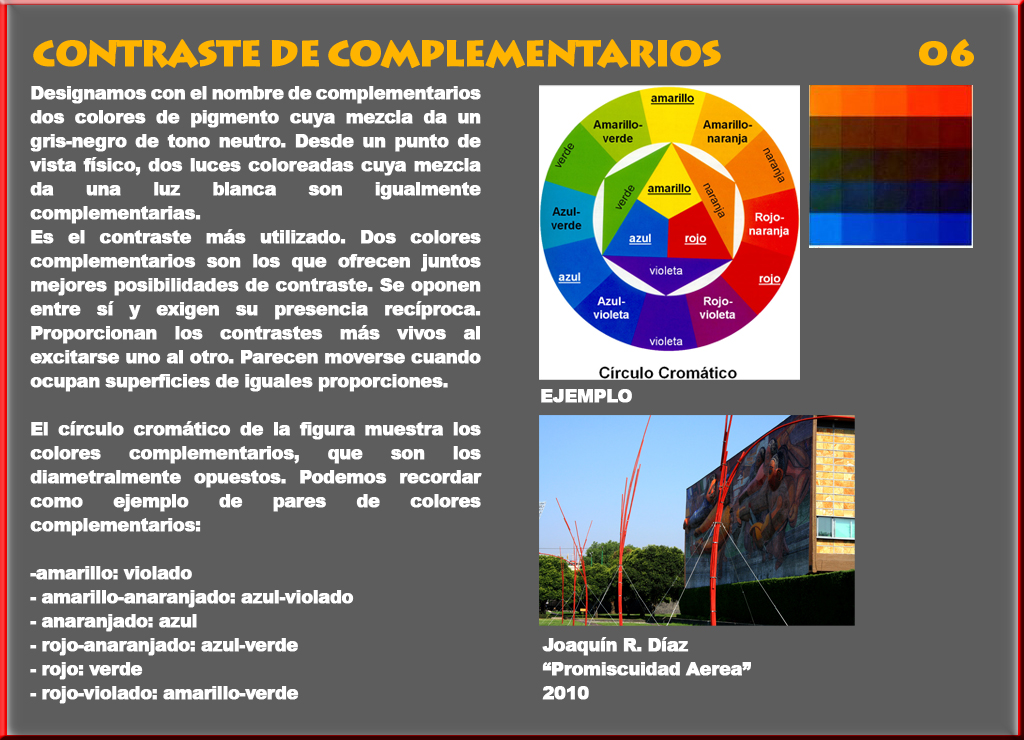 CONTRASTE DE COMPLEMENTARIOS
06
Designamos con el nombre de complementarios
dos colores de pigmento cuya mezcla da un
gris-negro de tono neutro. Desde un punto de
vista físico, dos luces coloreadas cuya mezcla
da una luz blanca son igualmente
complementarias.
Es el contraste más utilizado. Dos colores
complementarios son los que ofrecen juntos
mejores posibilidades de contraste. Se oponen
entre sí y exigen su presencia recíproca.
Proporcionan los contrastes más vivos al
excitarse uno al otro. Parecen moverse cuando
ocupan superficies de iguales proporciones.
El círculo cromático de la figura muestra los
colores complementarios, que son los
diametralmente opuestos. Podemos recordar
como ejemplo de pares de colores
complementarios:
-amarillo: violado
- amarillo-anaranjado: azul-violado
- anaranjado: azul
- rojo-anaranjado: azul-verde
- rojo: verde
- rojo-violado: amarillo-verde
amarillo
Amarillo-
verde
Amarillo-
naranja
verde
naranja
Azul-
verde
Rojo-
naranja
azul
rojo
Azul-
violeta
Rojo-
violeta
violeta
amarillo
verde
naranja
azul
rojo
violeta
Círculo Cromático
EJEMPLO
Joaquín R. Díaz
“Promiscuidad Aerea”
2010